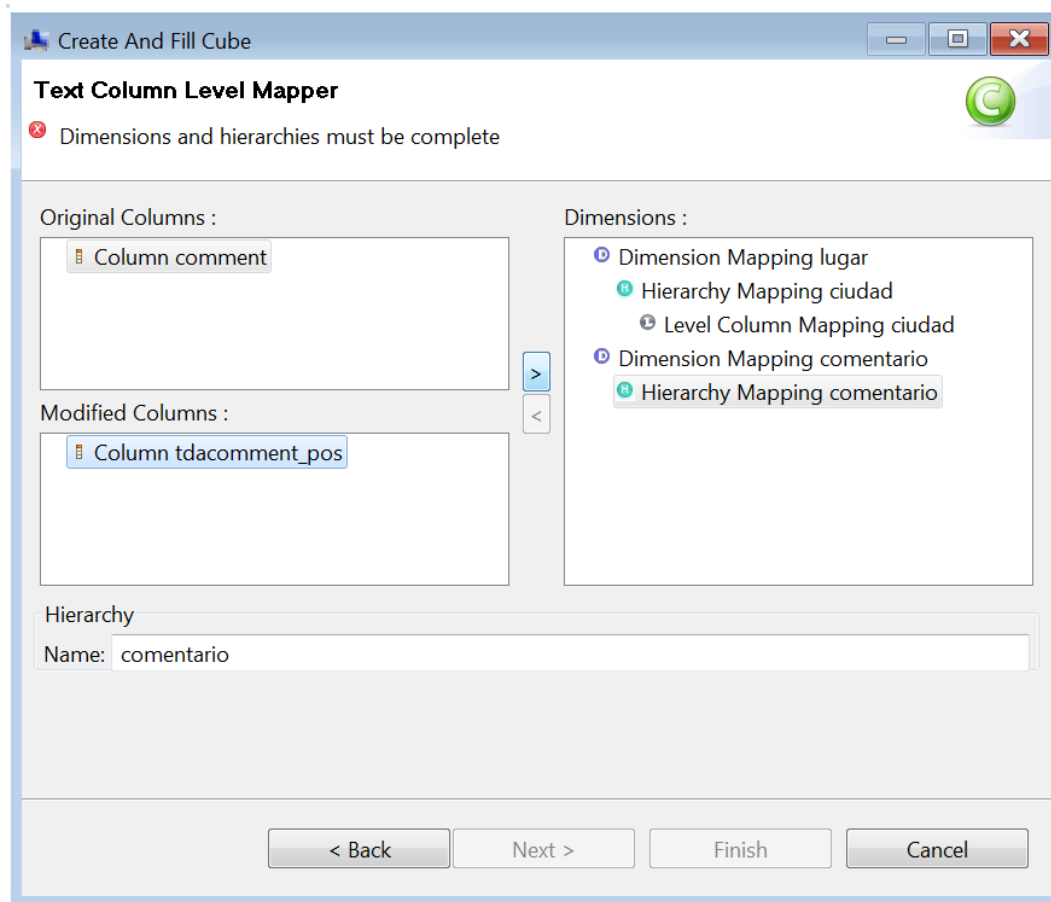 Create And Fill Cube
Text Column Level Mapper
Dimensions and hierarchies must be complete
Original Columns :
Column comment
Modified Columns :
Column tdacomment_pos
>
<
Dimensions :
D Dimension Mapping lugar
H Hierarchy Mapping ciudad
L Level Column Mapping ciudad
D Dimension Mapping comentario
H Hierarchy Mapping comentario
Hierarchy
Name: comentario
< Back Next > Finish Cancel